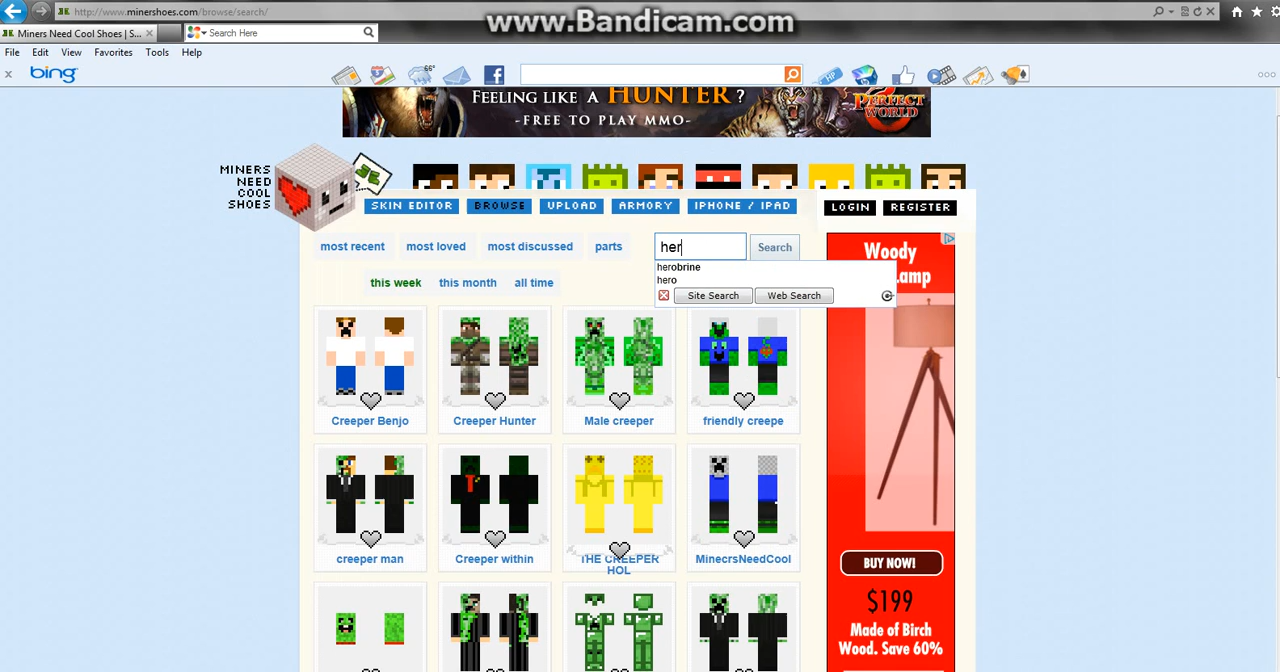 www.Bandicam.com
http://www.minershoes.com/browse/search/
Miners Need Cool Shoes | S...
Search Here
File Edit View Favorites Tools Help
x bing 66°
FEELING LIKE A HUNTER ?
-FREE TO PLAY MMO-
PERFECT WORLD
MINERS
NEED
COOL
SHOES
SKIN EDITOR BROWSE UPLOAD ARMORY IPHONE / IPAD LOGIN REGISTER
most recent most loved most discussed parts her Search
herobrine
hero
Site Search Web Search
this week this month all time
Woody
amp
Creeper Benjo Creeper Hunter Male creeper friendly creepe
creeper man Creeper within THE CREEPER HOL MinecrsNeedCool
BUY NOW!
$199
Made of Birch
Wood. Save 60%